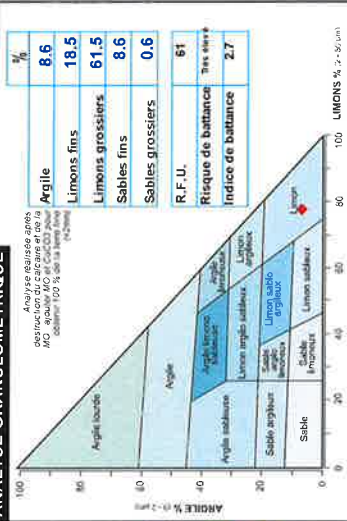 ANALYSE GRANULOMÉTRIQUE
Analyse réalisée après
destruction du calcaire et de la
MO : ajouter MO et CaCO3 pour
obtenir 100 % de la terre fine
(<2mm)
%
Argile 8.6
Limons fins 18.5
Limons grossiers 61.5
Sables fins 8.6
Sables grossiers 0.6
R.F.U. 61
Risque de battance Très élevé
Indice de battance 2.7
ARGILE % (0 - 2 µm)
100
80
60
40
20
0
Argile lourde
Argile
Argile limono
Argile
limoneuse
Limon
argileux
Argile sableuse
Limon argilo sableux
Limon sablo
argileux
Limon
Sable argileux
Sable
argilo
limoneux
Limon sableux
Sable
Sable
limoneux
0 20 40 60 80 100
LIMONS % (2 - 50 µm)